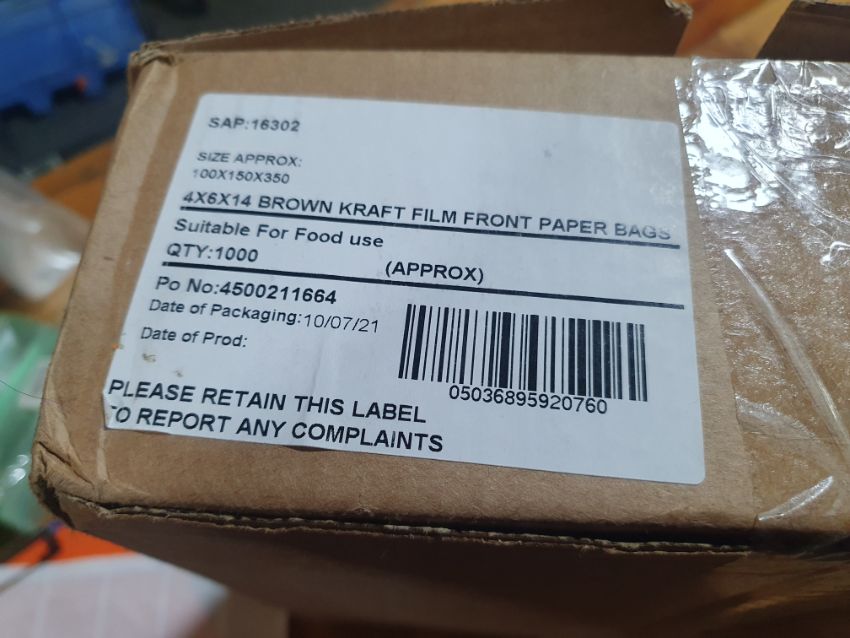 SAP:16302
SIZE APPROX:
100X150X350
4X6X14 BROWN KRAFT FILM FRONT PAPER BAGS
Suitable For Food use
QTY:1000 (APPROX)
Po No:4500211664
Date of Packaging:10/07/21
Date of Prod:
05036895920760
PLEASE RETAIN THIS LABEL
TO REPORT ANY COMPLAINTS